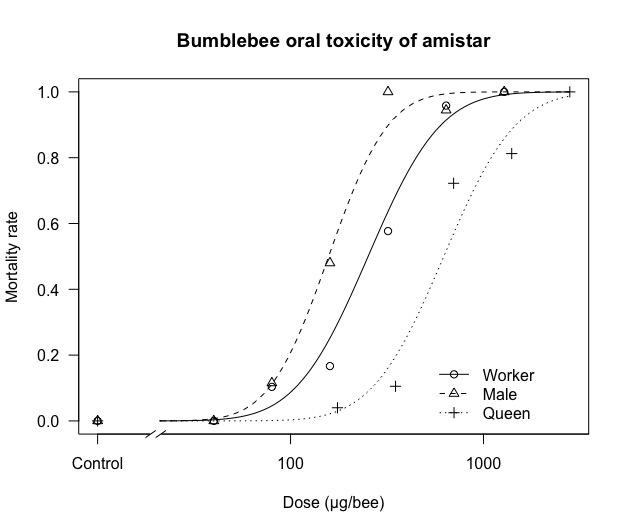 Bumblebee oral toxicity of amistar
Mortality rate
1.0
0.8
0.6
0.4
0.2
0.0
Worker
Male
Queen
Control
100
1000
Dose (µg/bee)